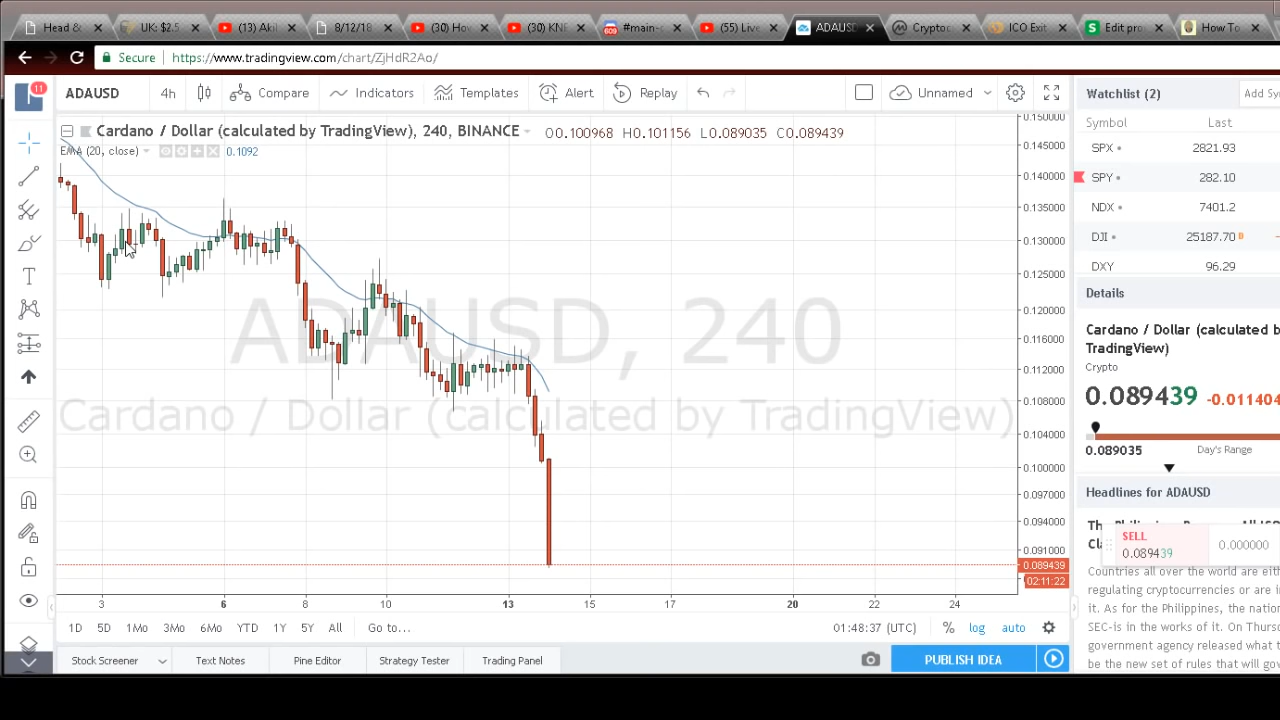 Head &
UK: $2.5
(13) Akil
8/12/18
(30) Hov
(30) KNE
#main-
(55) Live
ADAUSD
Cryptoc
ICO Exit
Edit pro
How T
Secure
https://www.tradingview.com/chart/ZjHdR2Ao/
11
ADAUSD 4h Compare Indicators Templates Alert Replay Unnamed
Watchlist (2) Add Sy
Cardano / Dollar (calculated by TradingView), 240, BINANCE O0.100968 H0.101156 L0.089035 C0.089439
EMA (20, close) 0.1092
ADAUSD, 240
Cardano / Dollar (calculated by TradingView)
0.150000
0.145000
0.140000
0.135000
0.130000
0.125000
0.120000
0.116000
0.112000
0.108000
0.104000
0.100000
0.097000
0.094000
0.091000
0.089439
02:11:22
3 6 8 10 13 15 17 20 22 24
1D 5D 1Mo 3Mo 6Mo YTD 1Y 5Y All Go to...
01:48:37 (UTC) % log auto
Stock Screener Text Notes Pine Editor Strategy Tester Trading Panel
PUBLISH IDEA
Symbol Last
SPX 2821.93
SPY 282.10
NDX 7401.2
DJI 25187.70 D
DXY 96.29
Details
Cardano / Dollar (calculated by
TradingView)
Crypto
0.089439 -0.011404
0.089035 Day's Range
Headlines for ADAUSD
SELL
0.089439
0.000000
Countries all over the world are eith
regulating cryptocurrencies or are in
it. As for the Philippines, the nationa
SEC-is in the works of it. On Thursd
government agency released what t
be the new set of rules that will gov